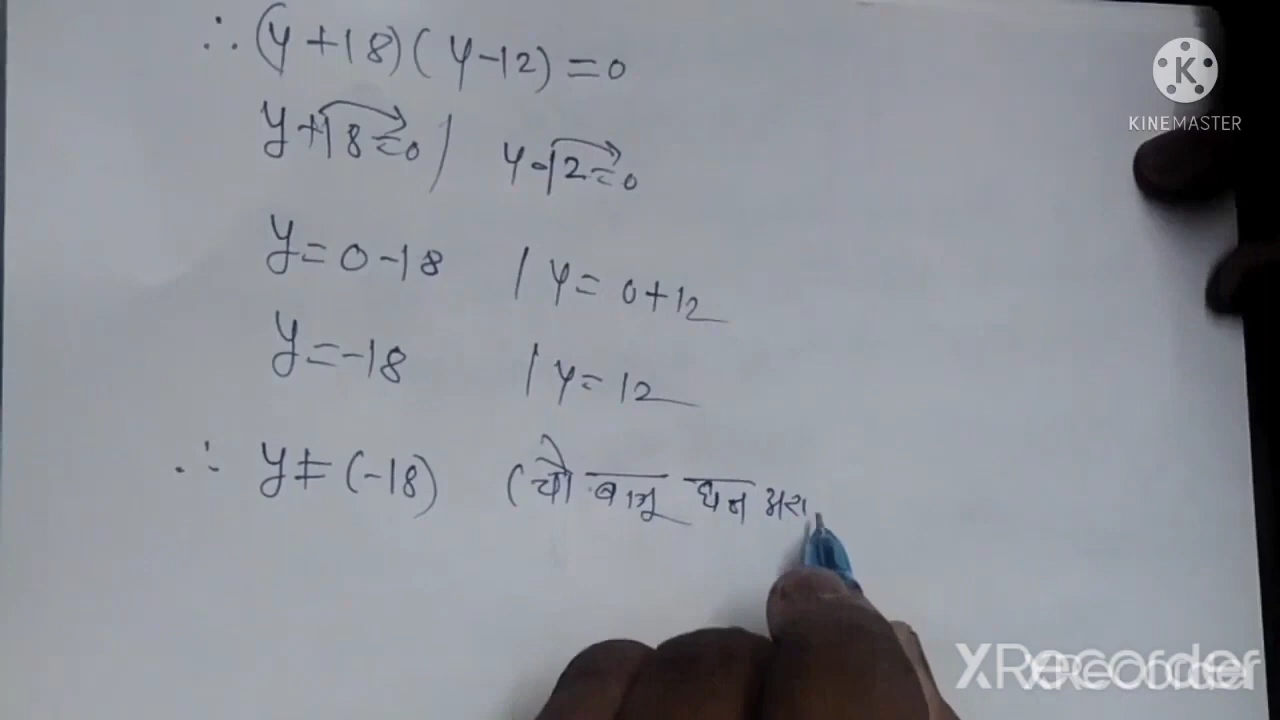 ∴ (y+18)(y-12)=0
y+18=0 / y-12=0
y=0-18 / y=0+12
y=-18 / y=12
∴ y≠(-18) (चौ बाजू धन अस
K
KINEMASTER
XRecorder